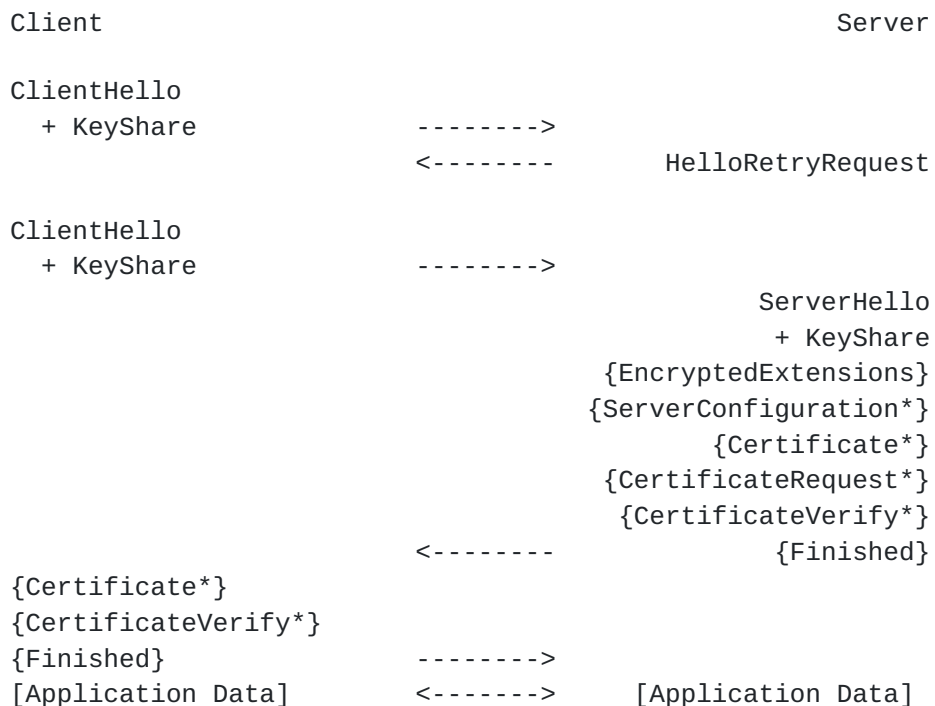 Client                                               Server

ClientHello
  + KeyShare              -------->
                          <--------       HelloRetryRequest

ClientHello
  + KeyShare              -------->
                                                ServerHello
                                                 + KeyShare
                                      {EncryptedExtensions}
                                     {ServerConfiguration*}
                                             {Certificate*}
                                      {CertificateRequest*}
                                       {CertificateVerify*}
                          <--------              {Finished}
{Certificate*}
{CertificateVerify*}
{Finished}                -------->
[Application Data]        <------->     [Application Data]